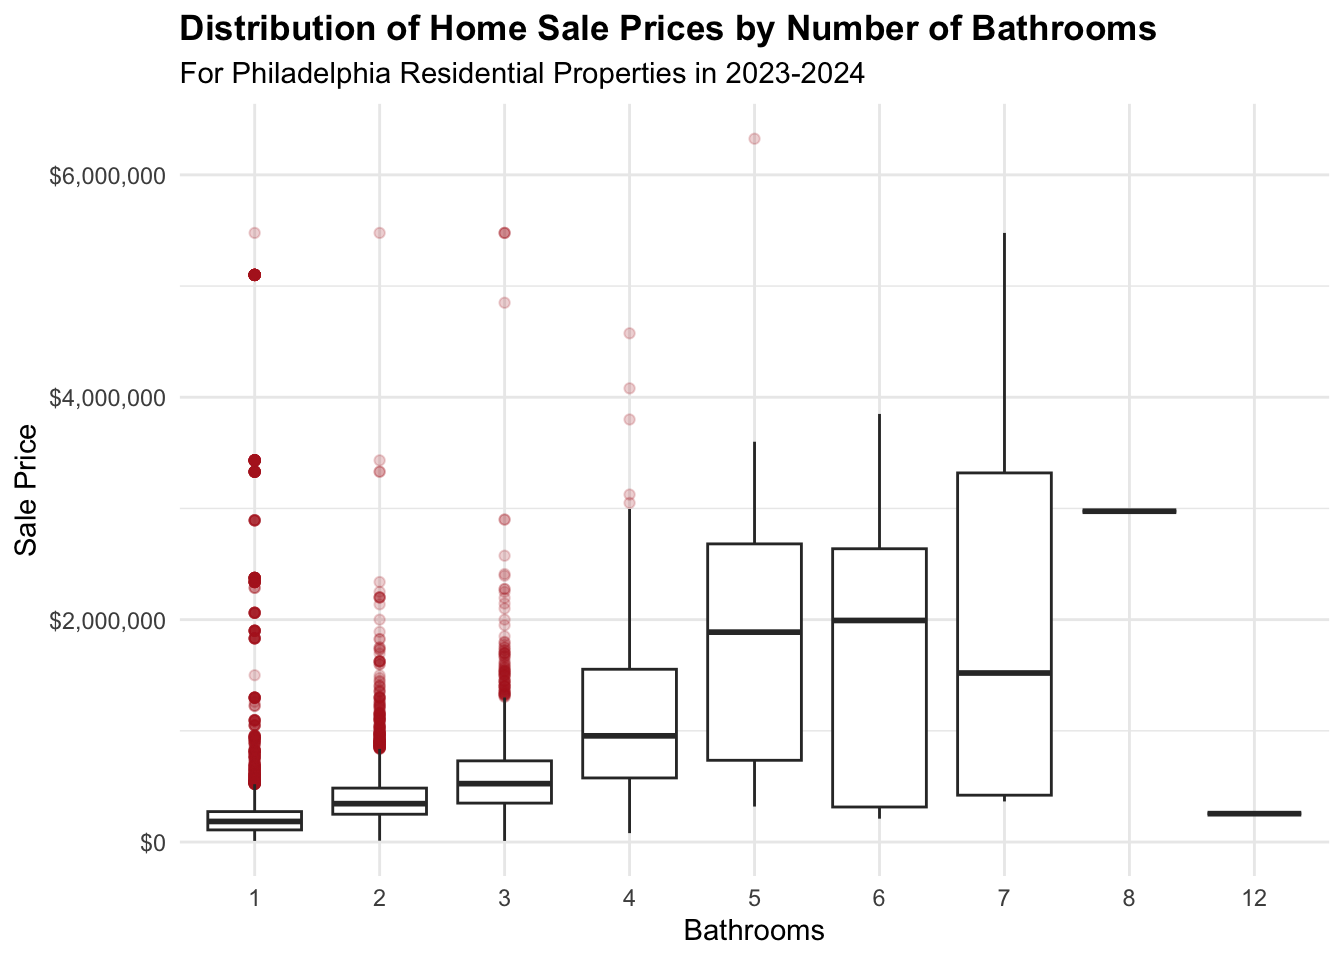 Distribution of Home Sale Prices by Number of Bathrooms
For Philadelphia Residential Properties in 2023-2024
Sale Price
$6,000,000
$4,000,000
$2,000,000
$0
1 2 3 4 5 6 7 8 12
Bathrooms